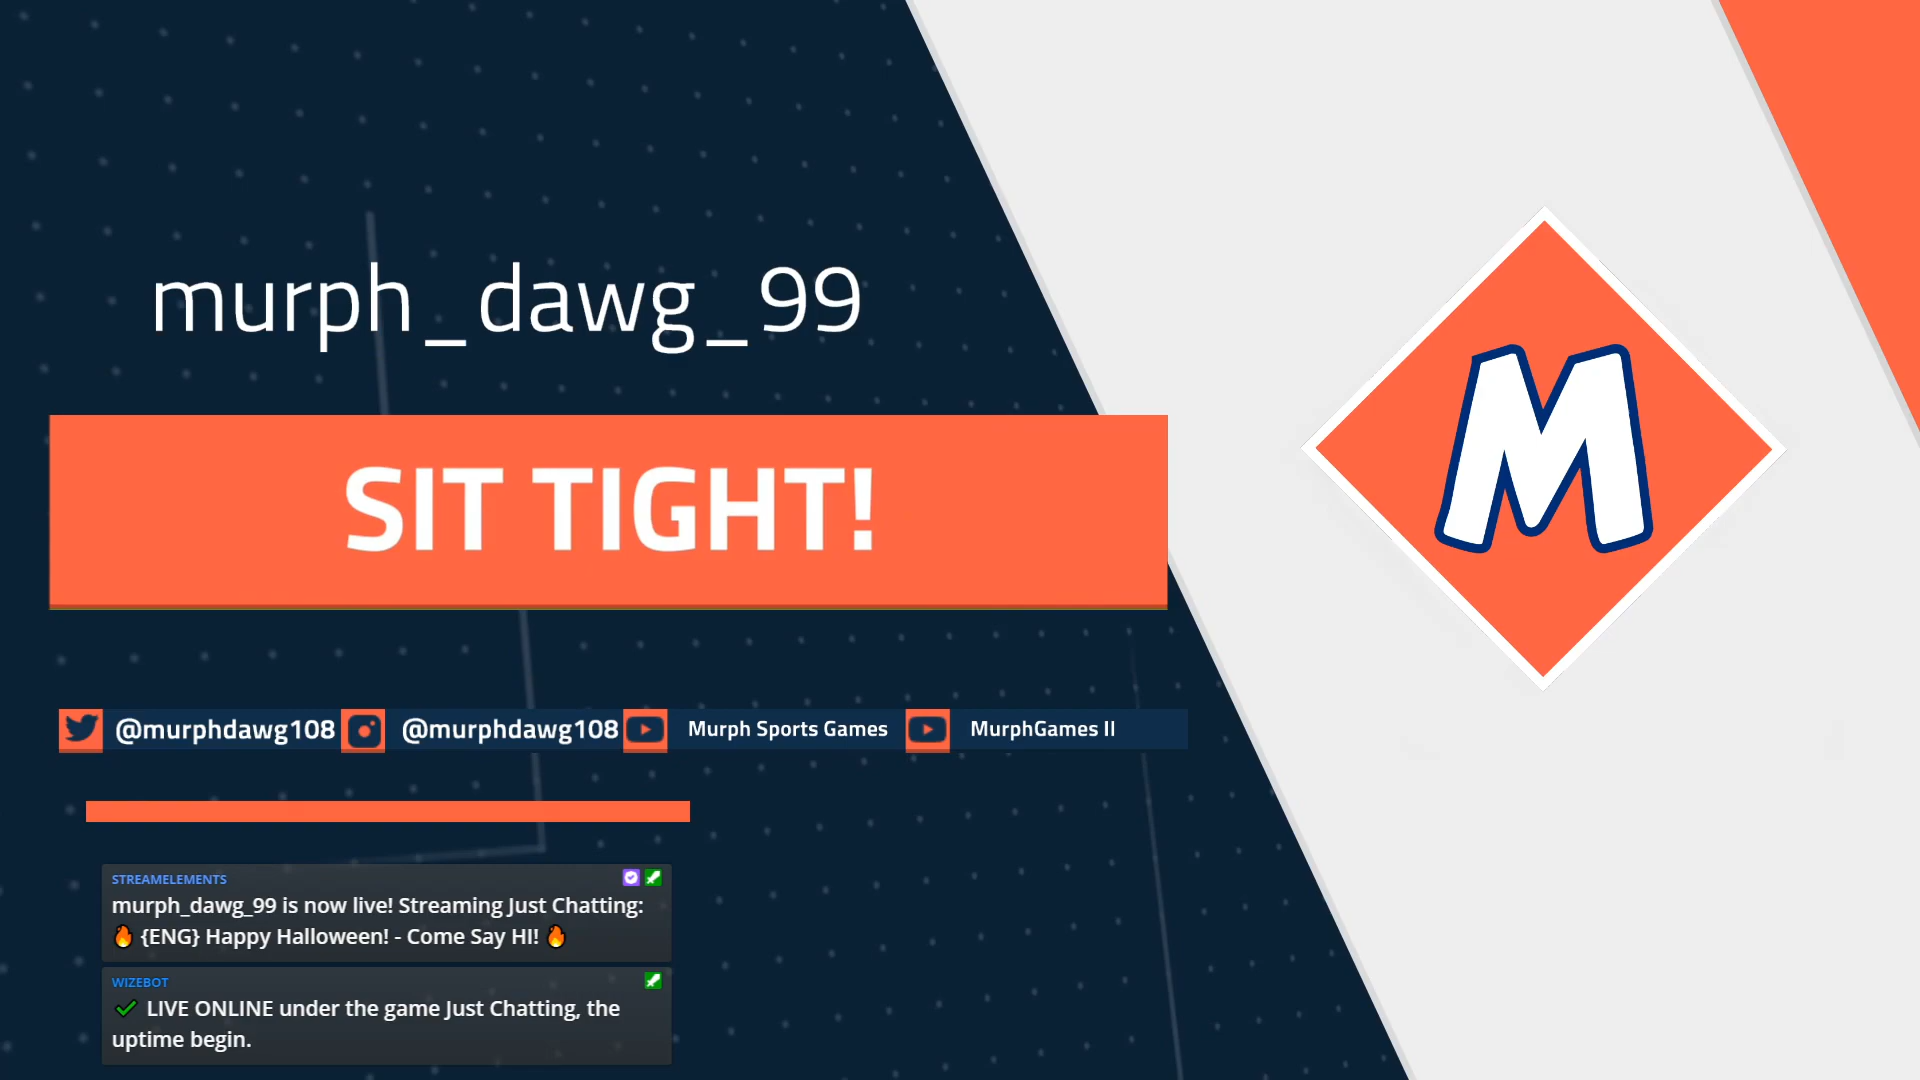 murph_dawg_99
SIT TIGHT!
M
@murphdawg108 @murphdawg108 Murph Sports Games MurphGames II
STREAMELEMENTS
murph_dawg_99 is now live! Streaming Just Chatting:
🔥 {ENG} Happy Halloween! - Come Say HI! 🔥
WIZEBOT
✔ LIVE ONLINE under the game Just Chatting, the
uptime begin.